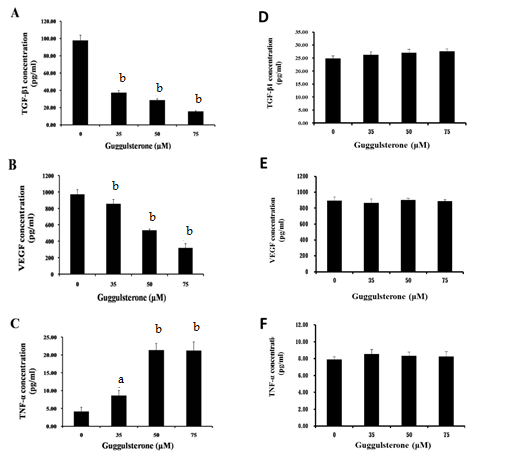 A
TGF-β1 concentration
(pg/ml)
120.00
100.00
80.00
60.00
40.00
20.00
0.00
b
b
b
0
35
50
75
Guggulsterone (µM)
B
VEGF concentration
(pg/ml)
1200
1000
800
600
400
200
0
b
b
b
0
35
50
75
Guggulsterone (µM)
C
TNF-α concentration
(pg/ml)
25.00
20.00
15.00
10.00
5.00
0.00
a
b
b
0
35
50
75
Guggulsterone (µM)
D
TGF-β1 concentration
(pg/ml)
35.00
30.00
25.00
20.00
15.00
10.00
5.00
0.00
0
35
50
75
Guggulsterone (µM)
E
VEGF concentration
(pg/ml)
1200
1000
800
600
400
200
0
0
35
50
75
Guggulsterone (µM)
F
TNF-α concentrati
(pg/ml)
12.00
10.00
8.00
6.00
4.00
2.00
0.00
0
35
50
75
Guggulsterone (µM)